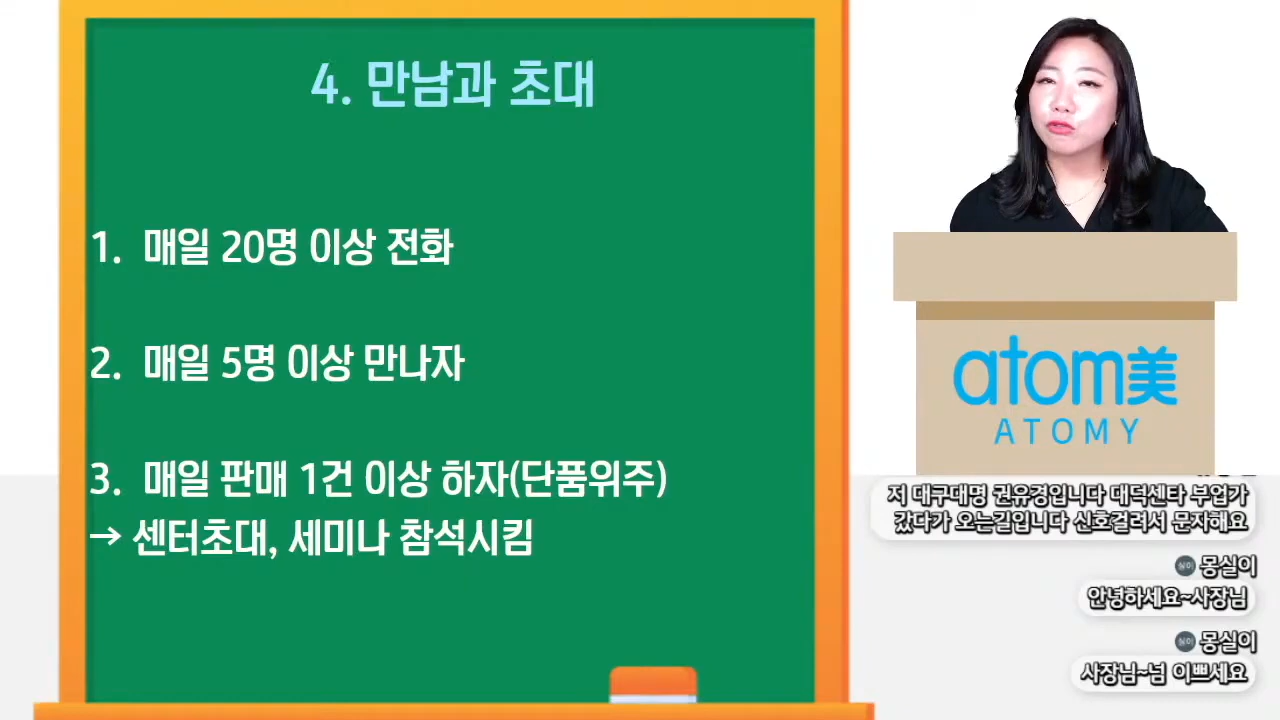 4. 만남과 초대
1. 매일 20명 이상 전화
2. 매일 5명 이상 만나자
3. 매일 판매 1건 이상 하자(단품위주)
→ 센터초대, 세미나 참석시킴
atom美
ATOMY
저 대구대명 권유경입니다 대덕센타 부업가
갔다가 오는길입니다 신호걸려서 문자해요
실이 몽실이
안녕하세요~사장님
실이 몽실이
사장님~넘 이쁘세요